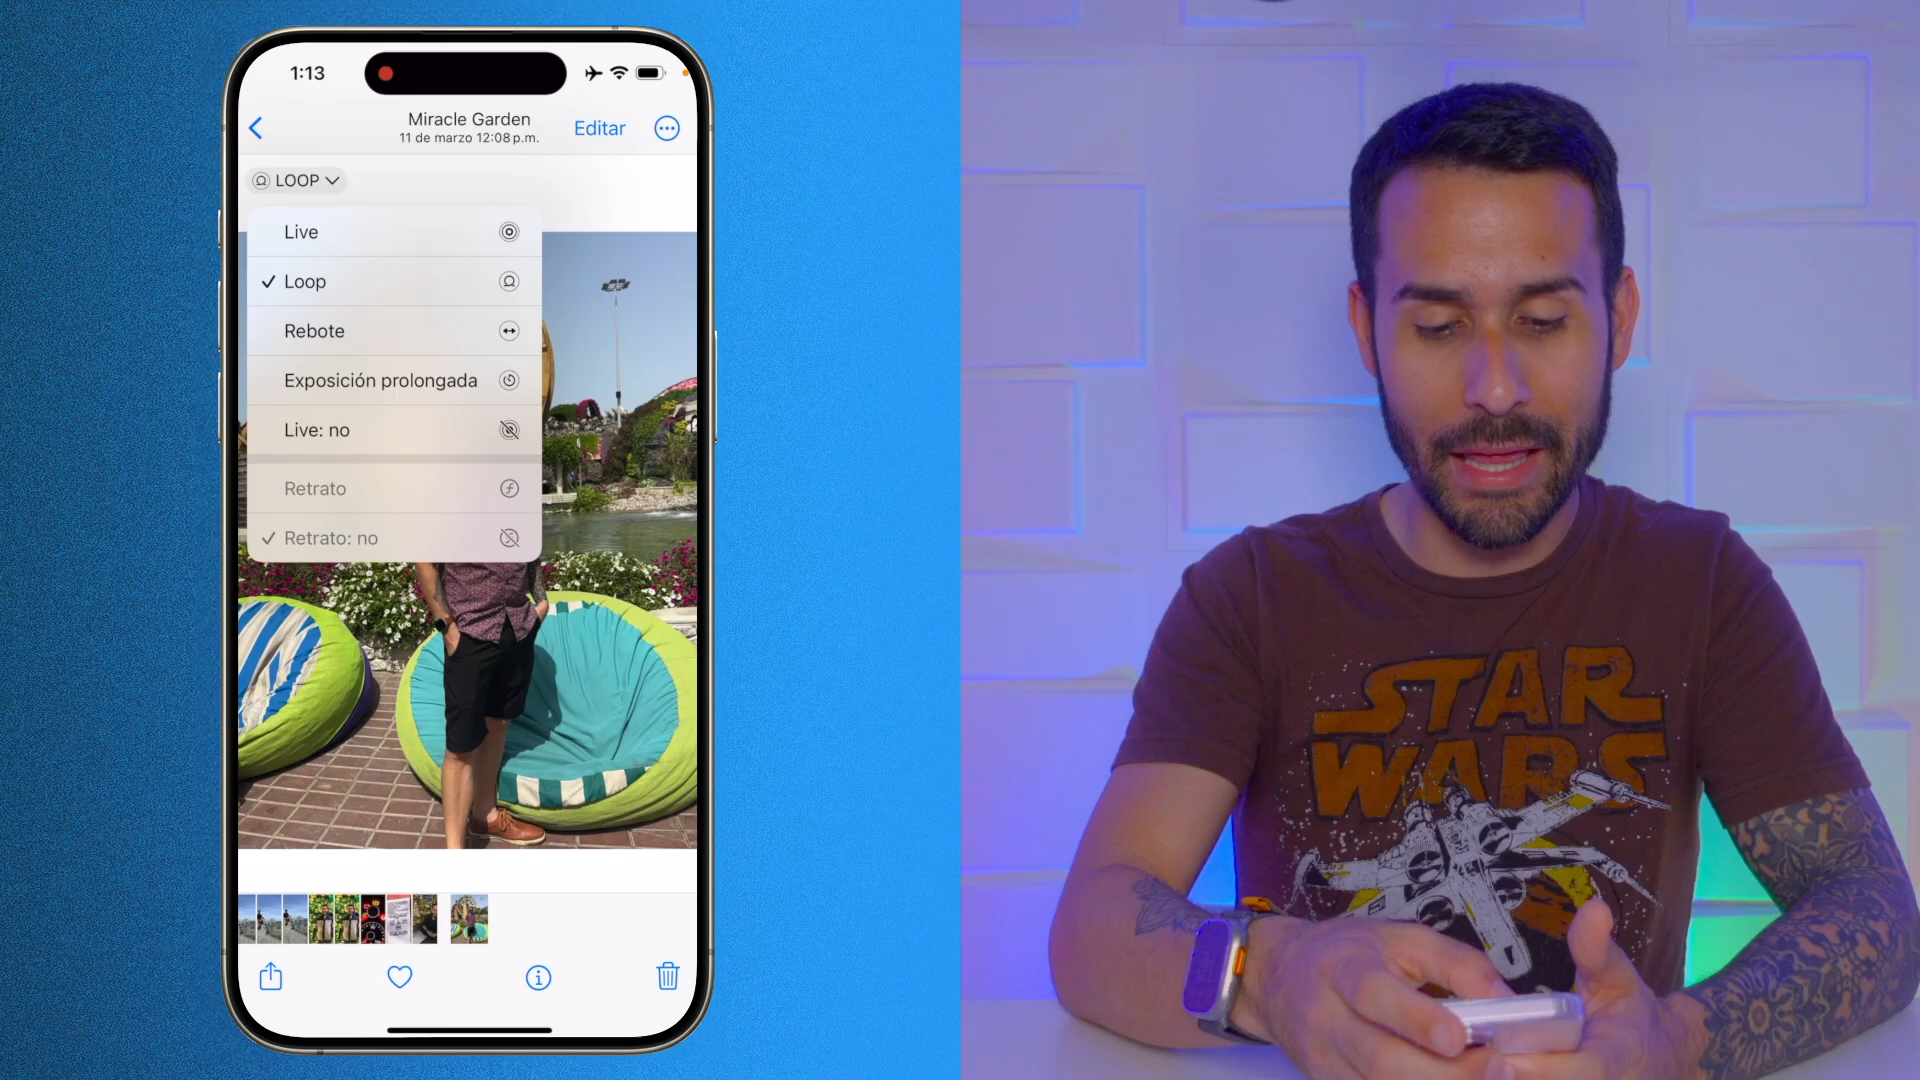 1:13
Miracle Garden
11 de marzo 12:08 p.m.
Editar
LOOP
Live
Loop
Rebote
Exposición prolongada
Live: no
Retrato
Retrato: no
STAR
WARS